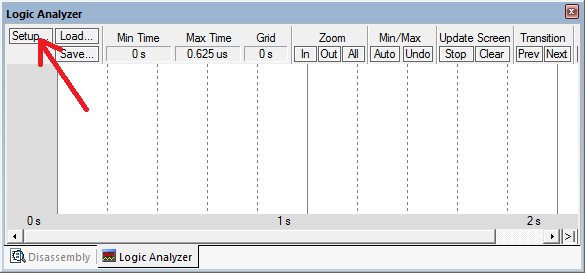 Logic Analyzer
Setup... Load... Min Time Max Time Grid Zoom Min/Max Update Screen Transition
Save... 0 s 0.625 us 0 s In Out All Auto Undo Stop Clear Prev Next
0 s 1 s 2 s
>|
Disassembly Logic Analyzer